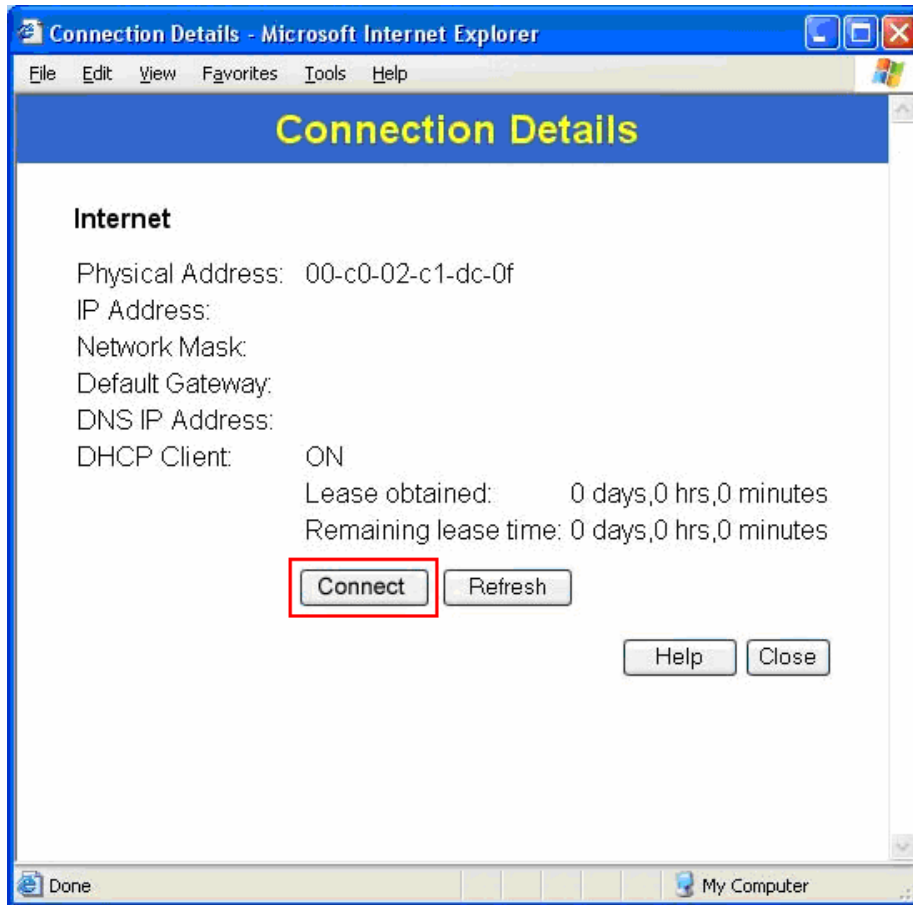 Connection Details - Microsoft Internet Explorer
File Edit View Favorites Tools Help
Connection Details
Internet
Physical Address: 00-c0-02-c1-dc-0f
IP Address:
Network Mask:
Default Gateway:
DNS IP Address:
DHCP Client: ON
Lease obtained: 0 days,0 hrs,0 minutes
Remaining lease time: 0 days,0 hrs,0 minutes
Connect Refresh
Help Close
Done My Computer